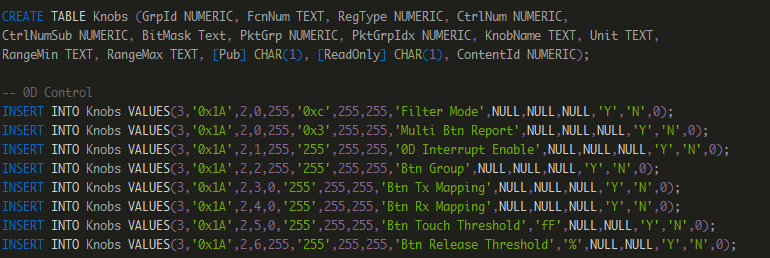 CREATE TABLE Knobs (GrpId NUMERIC, FcnNum TEXT, RegType NUMERIC, CtrlNum NUMERIC,
CtrlNumSub NUMERIC, BitMask Text, PktGrp NUMERIC, PktGrpIdx NUMERIC, KnobName TEXT, Unit TEXT,
RangeMin TEXT, RangeMax TEXT, [Pub] CHAR(1), [ReadOnly] CHAR(1), ContentId NUMERIC);
-- 0D Control
INSERT INTO Knobs VALUES(3,'0x1A',2,0,255,'0xc',255,255,'Filter Mode',NULL,NULL,NULL,'Y','N',0);
INSERT INTO Knobs VALUES(3,'0x1A',2,0,255,'0x3',255,255,'Multi Btn Report',NULL,NULL,NULL,'Y','N',0);
INSERT INTO Knobs VALUES(3,'0x1A',2,1,255,'255',255,255,'0D Interrupt Enable',NULL,NULL,NULL,'Y','N',0);
INSERT INTO Knobs VALUES(3,'0x1A',2,2,255,'255',255,255,'Btn Group',NULL,NULL,NULL,'Y','N',0);
INSERT INTO Knobs VALUES(3,'0x1A',2,3,0,'255',255,255,'Btn Tx Mapping',NULL,NULL,NULL,'Y','N',0);
INSERT INTO Knobs VALUES(3,'0x1A',2,4,0,'255',255,255,'Btn Rx Mapping',NULL,NULL,NULL,'Y','N',0);
INSERT INTO Knobs VALUES(3,'0x1A',2,5,0,'255',255,255,'Btn Touch Threshold','fF',NULL,NULL,'Y','N',0);
INSERT INTO Knobs VALUES(3,'0x1A',2,6,255,'255',255,255,'Btn Release Threshold','%',NULL,NULL,'Y','N',0);